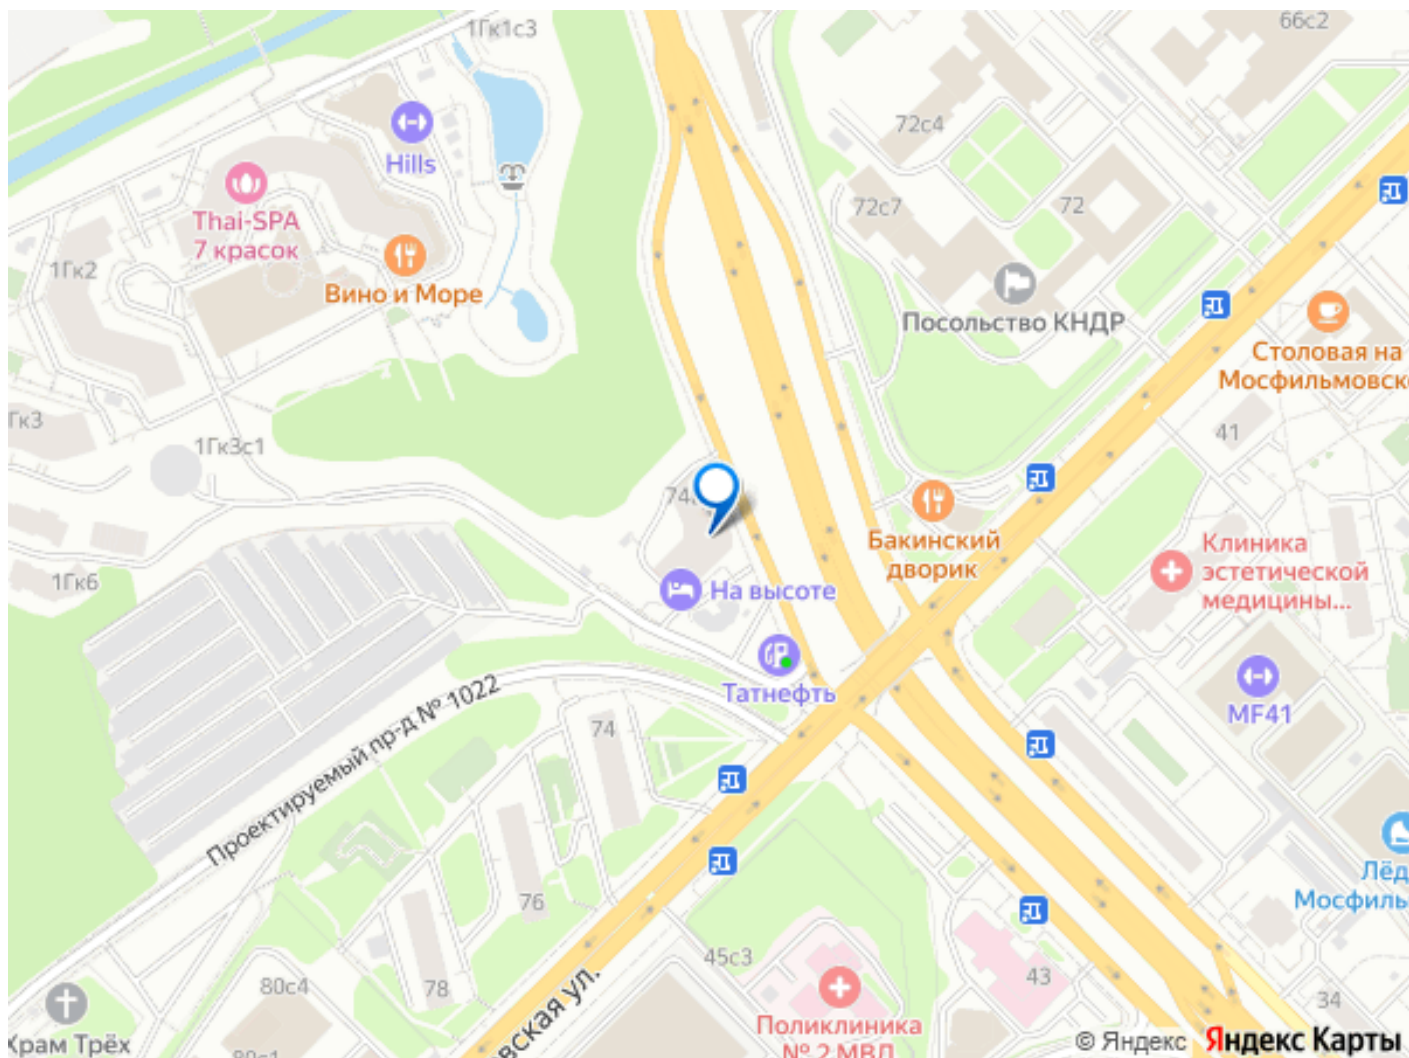 1Гк1с3
66с2
Hills
72с4
Thai-SPA
7 красок
72с7
72
1Гк2
Вино и Море
Посольство КНДР
Столовая на
Мосфильмовск
1Гк3с1
41
Бакинский
дворик
Клиника
эстетической
медицины...
1Гк6
На высоте
Татнефть
MF41
Проектируемый пр-д № 1022
74
76
78
45с3
43
34
80с4
Храм Трёх
вская ул.
Поликлиника
№ 2 МВД
Лёд
Мосфиль
© Яндекс Яндекс Карты